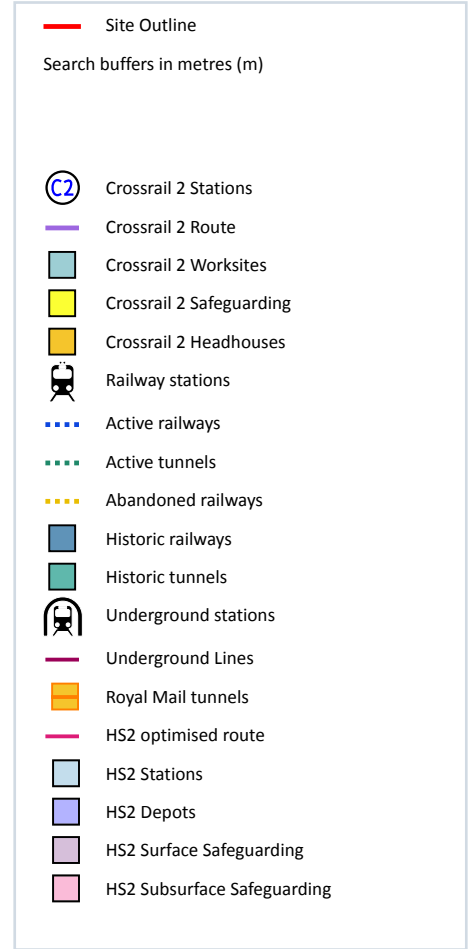 Site Outline
Search buffers in metres (m)
C2 Crossrail 2 Stations
Crossrail 2 Route
Crossrail 2 Worksites
Crossrail 2 Safeguarding
Crossrail 2 Headhouses
Railway stations
Active railways
Active tunnels
Abandoned railways
Historic railways
Historic tunnels
Underground stations
Underground Lines
Royal Mail tunnels
HS2 optimised route
HS2 Stations
HS2 Depots
HS2 Surface Safeguarding
HS2 Subsurface Safeguarding